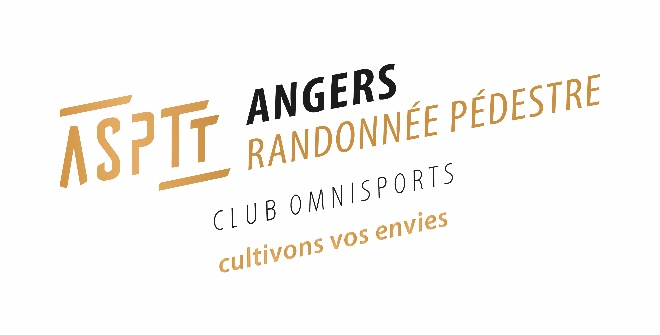 ASPTT
ANGERS
RANDONNÉE PÉDESTRE
CLUB OMNISPORTS
cultivons vos envies